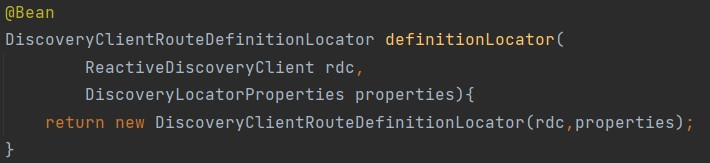 @Bean
DiscoveryClientRouteDefinitionLocator definitionLocator(
        ReactiveDiscoveryClient rdc,
        DiscoveryLocatorProperties properties){
    return new DiscoveryClientRouteDefinitionLocator(rdc,properties);
}